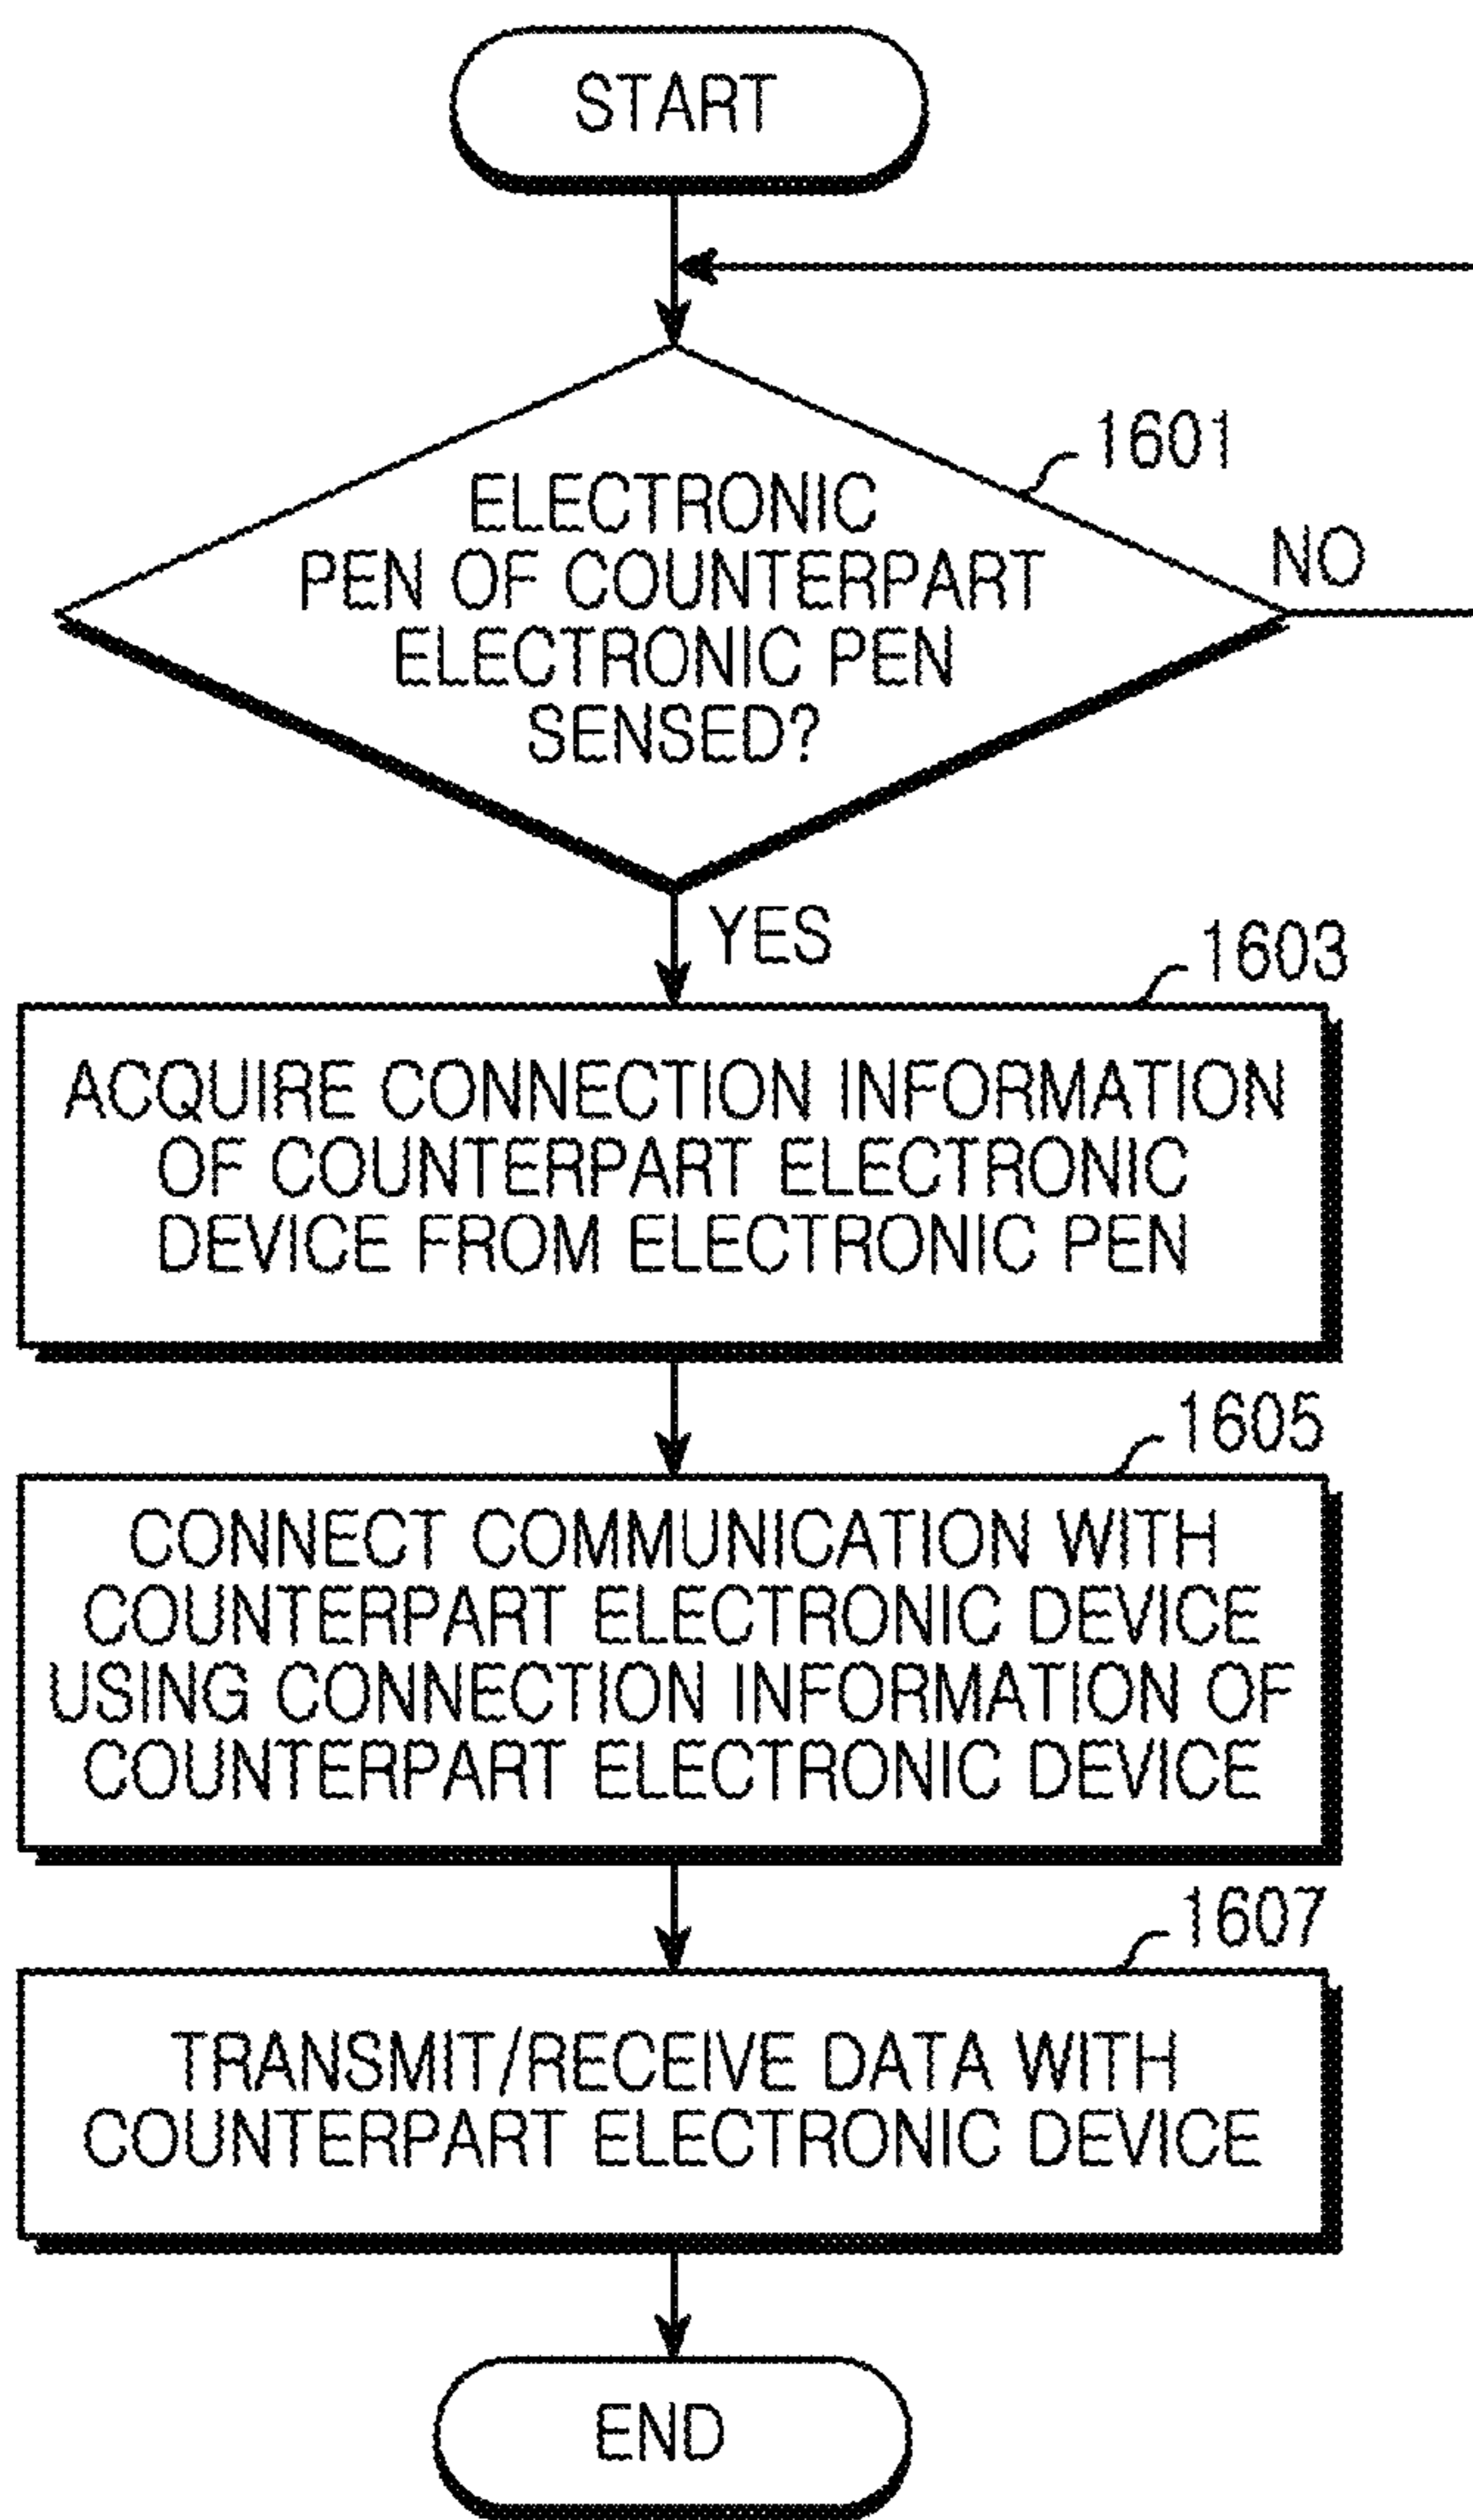 START
1601
ELECTRONIC
PEN OF COUNTERPART
ELECTRONIC PEN
SENSED?
NO
YES
1603
ACQUIRE CONNECTION INFORMATION
OF COUNTERPART ELECTRONIC
DEVICE FROM ELECTRONIC PEN
1605
CONNECT COMMUNICATION WITH
COUNTERPART ELECTRONIC DEVICE
USING CONNECTION INFORMATION OF
COUNTERPART ELECTRONIC DEVICE
1607
TRANSMIT/RECEIVE DATA WITH
COUNTERPART ELECTRONIC DEVICE
END